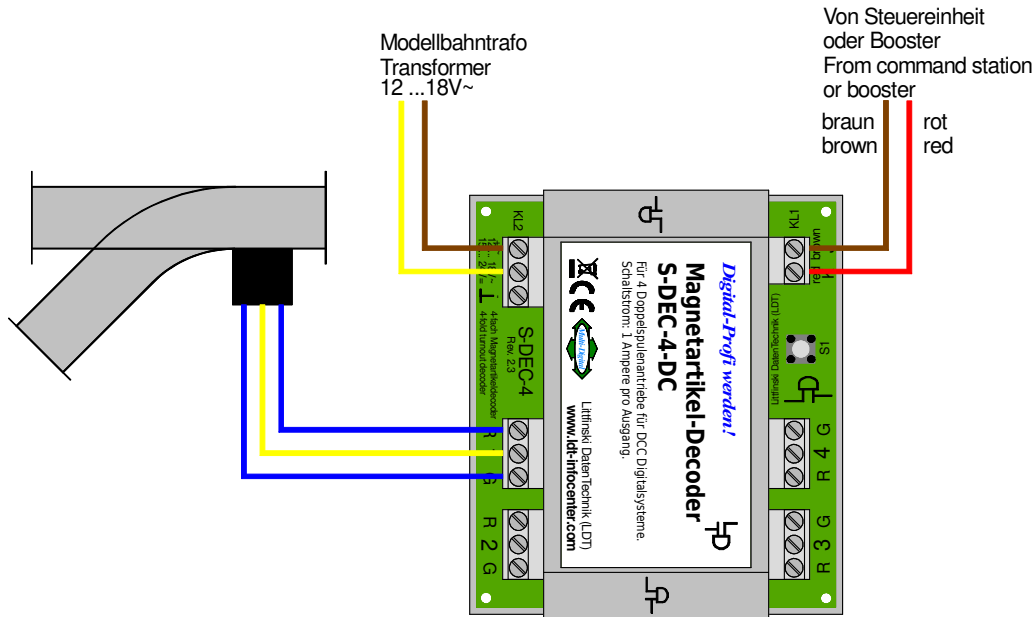 Modellbahntrafo
Transformer
12 ...18V~
Von Steuereinheit
oder Booster
From command station
or booster
braun
brown
rot
red
KL2
S-DEC-4
Rev. 2.3
4-fach Magnetartikeldecoder
4-fold turnout decoder
R
G
R 2 G
Digital-Profi werden!
Magnetartikel-Decoder
S-DEC-4-DC
Für 4 Doppelspulenantriebe für DCC Digitalsysteme.
Schaltstrom: 1 Ampere pro Ausgang.
CE
Multi-Digital
Littfinski DatenTechnik (LDT)
www.ldt-infocenter.com
KL1
red brown
S1
Littfinski DatenTechnik (LDT)
R 4 G
R 3 G